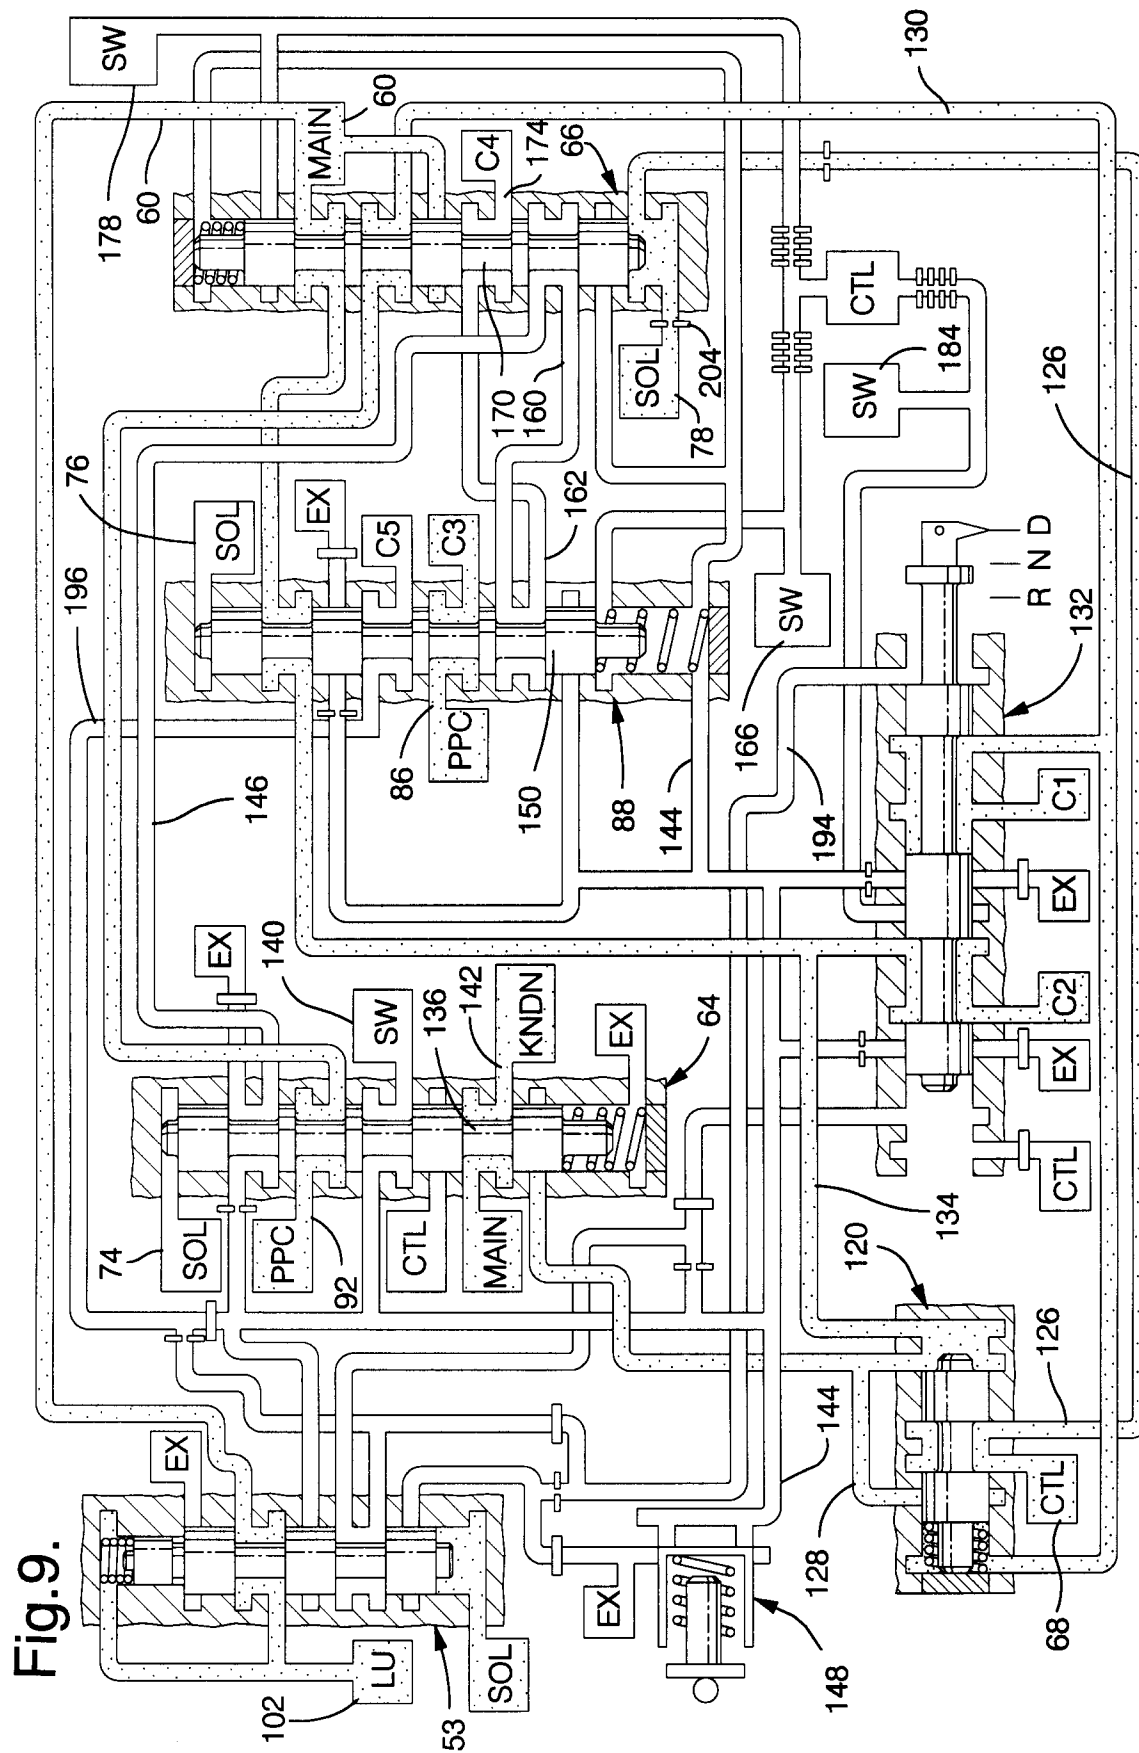 Fig.9.
178
SW
60
MAIN
60
130
C4
174
66
170
160
SOL
204
78
CTL
SW
184
126
196
76
SOL
EX
C5
C3
162
86
PPC
150
88
144
SW
166
194
R N D
132
C1
EX
C2
EX
CTL
146
EX
140
SW
136
142
KNDN
EX
64
74
SOL
PPC
92
CTL
MAIN
134
120
126
EX
LU
102
53
SOL
EX
148
144
128
CTL
68